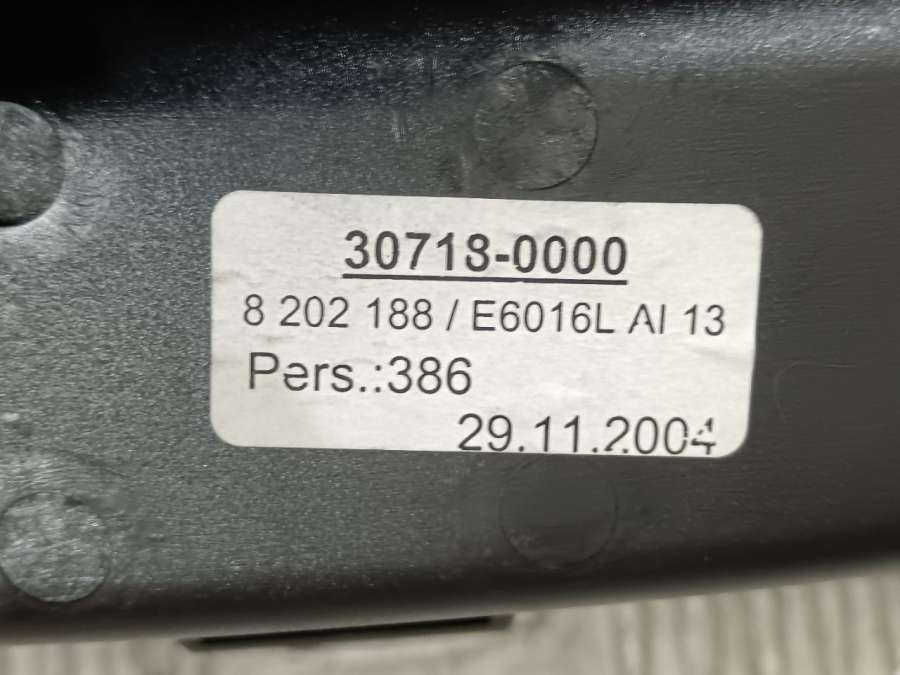 30718-0000
8 202 188 / E6016L AI 13
Pers.:386
29.11.2004